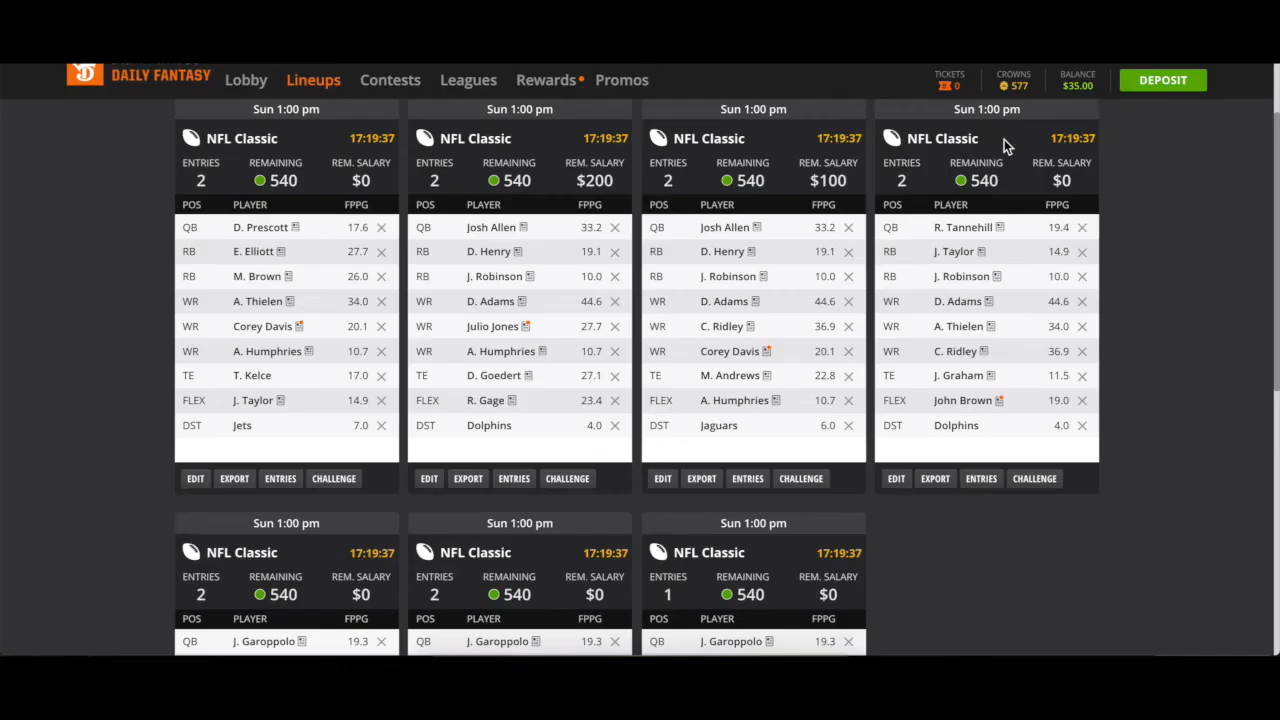 DAILY FANTASY Lobby Lineups Contests Leagues Rewards Promos TICKETS 0 CROWNS 577 BALANCE $35.00 DEPOSIT
Sun 1:00 pm
NFL Classic 17:19:37
ENTRIES REMAINING REM. SALARY
2 540 $0
POS PLAYER FPPG
QB D. Prescott 17.6
RB E. Elliott 27.7
RB M. Brown 26.0
WR A. Thielen 34.0
WR Corey Davis 20.1
WR A. Humphries 10.7
TE T. Kelce 17.0
FLEX J. Taylor 14.9
DST Jets 7.0
EDIT EXPORT ENTRIES CHALLENGE
Sun 1:00 pm
NFL Classic 17:19:37
ENTRIES REMAINING REM. SALARY
2 540 $200
POS PLAYER FPPG
QB Josh Allen 33.2
RB D. Henry 19.1
RB J. Robinson 10.0
WR D. Adams 44.6
WR Julio Jones 27.7
WR A. Humphries 10.7
TE D. Goedert 27.1
FLEX R. Gage 23.4
DST Dolphins 4.0
EDIT EXPORT ENTRIES CHALLENGE
Sun 1:00 pm
NFL Classic 17:19:37
ENTRIES REMAINING REM. SALARY
2 540 $100
POS PLAYER FPPG
QB Josh Allen 33.2
RB D. Henry 19.1
RB J. Robinson 10.0
WR D. Adams 44.6
WR C. Ridley 36.9
WR Corey Davis 20.1
TE M. Andrews 22.8
FLEX A. Humphries 10.7
DST Jaguars 6.0
EDIT EXPORT ENTRIES CHALLENGE
Sun 1:00 pm
NFL Classic 17:19:37
ENTRIES REMAINING REM. SALARY
2 540 $0
POS PLAYER FPPG
QB R. Tannehill 19.4
RB J. Taylor 14.9
RB J. Robinson 10.0
WR D. Adams 44.6
WR A. Thielen 34.0
WR C. Ridley 36.9
TE J. Graham 11.5
FLEX John Brown 19.0
DST Dolphins 4.0
EDIT EXPORT ENTRIES CHALLENGE
Sun 1:00 pm
NFL Classic 17:19:37
ENTRIES REMAINING REM. SALARY
2 540 $0
POS PLAYER FPPG
QB J. Garoppolo 19.3
Sun 1:00 pm
NFL Classic 17:19:37
ENTRIES REMAINING REM. SALARY
2 540 $0
POS PLAYER FPPG
QB J. Garoppolo 19.3
Sun 1:00 pm
NFL Classic 17:19:37
ENTRIES REMAINING REM. SALARY
1 540 $0
POS PLAYER FPPG
QB J. Garoppolo 19.3